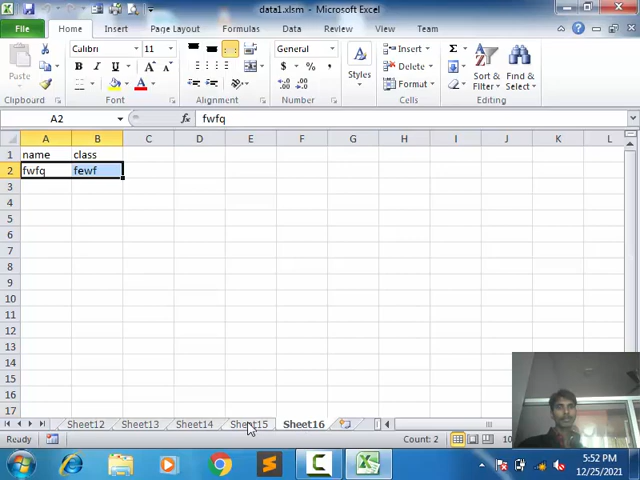 data1.xlsm - Microsoft Excel
File Home Insert Page Layout Formulas Data Review View Team
Paste
Calibri 11
B I U A A
A
General
$ % ,
Styles
Insert
Delete
Format
Σ
Sort & Filter
Find & Select
Clipboard Font Alignment Number Cells Editing
A2 fx fwfq
A B C D E F G H I J K L
1 name class
2 fwfq fewf
3
4
5
6
7
8
9
10
11
12
13
14
15
16
17
Sheet12 Sheet13 Sheet14 Sheet15 Sheet16
Ready Count: 2 10
5:52 PM
12/25/2021